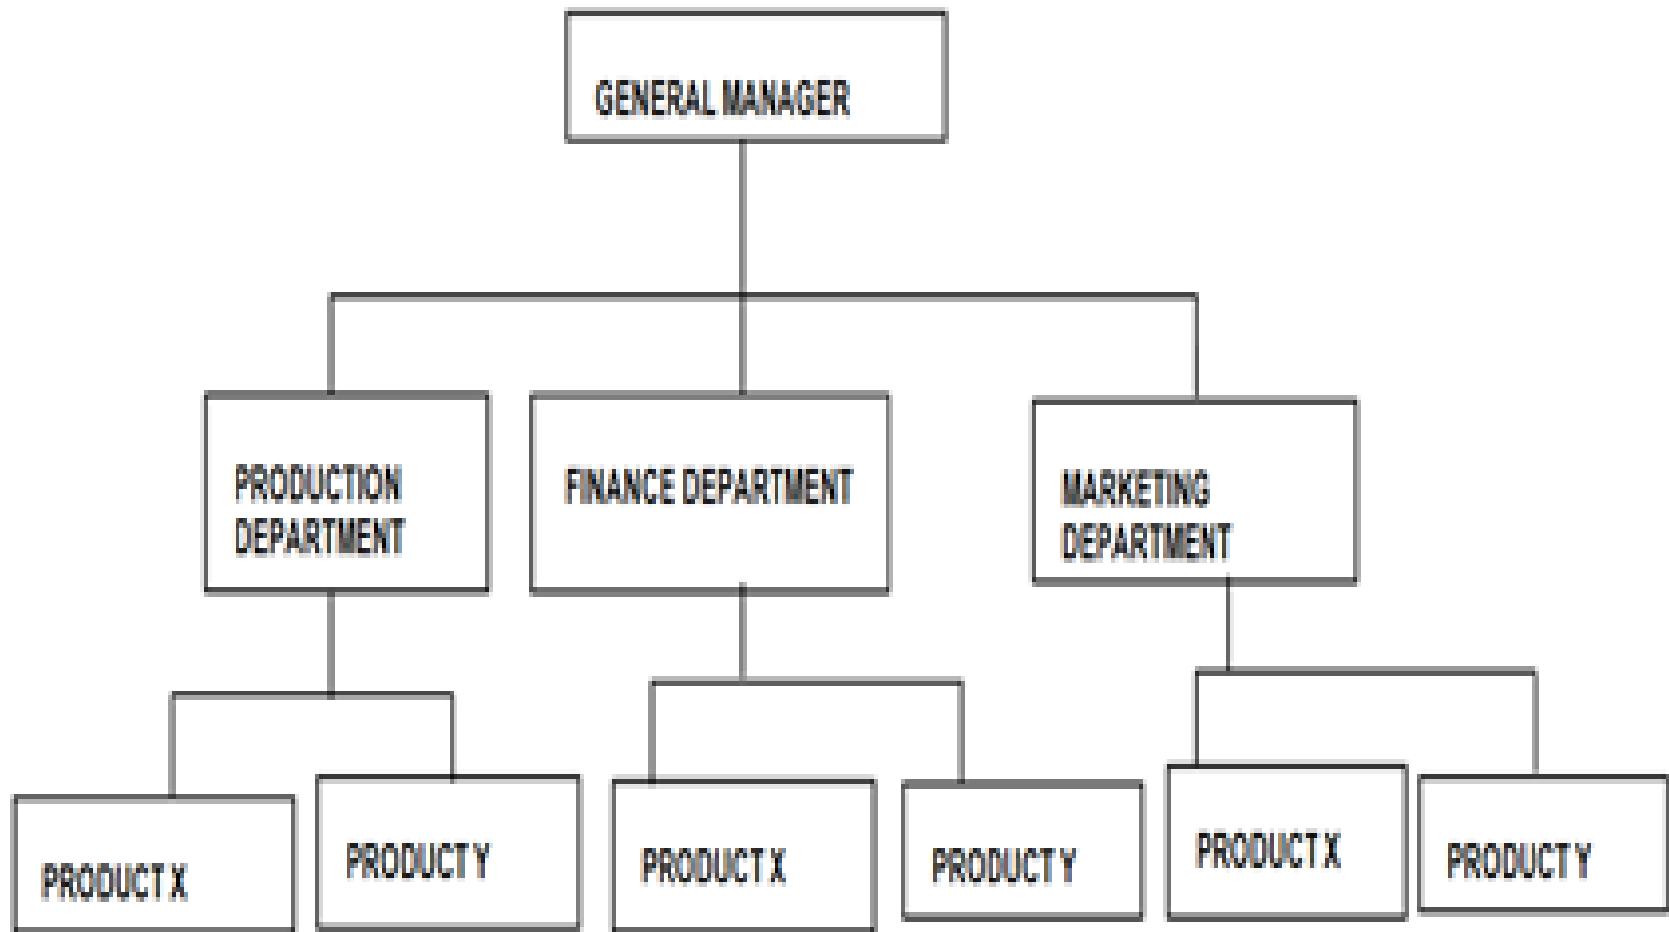 GENERAL MANAGER
PRODUCTION
DEPARTMENT
FINANCE DEPARTMENT
MARKETING
DEPARTMENT
PRODUCT X
PRODUCT Y
PRODUCT X
PRODUCT Y
PRODUCT X
PRODUCT Y